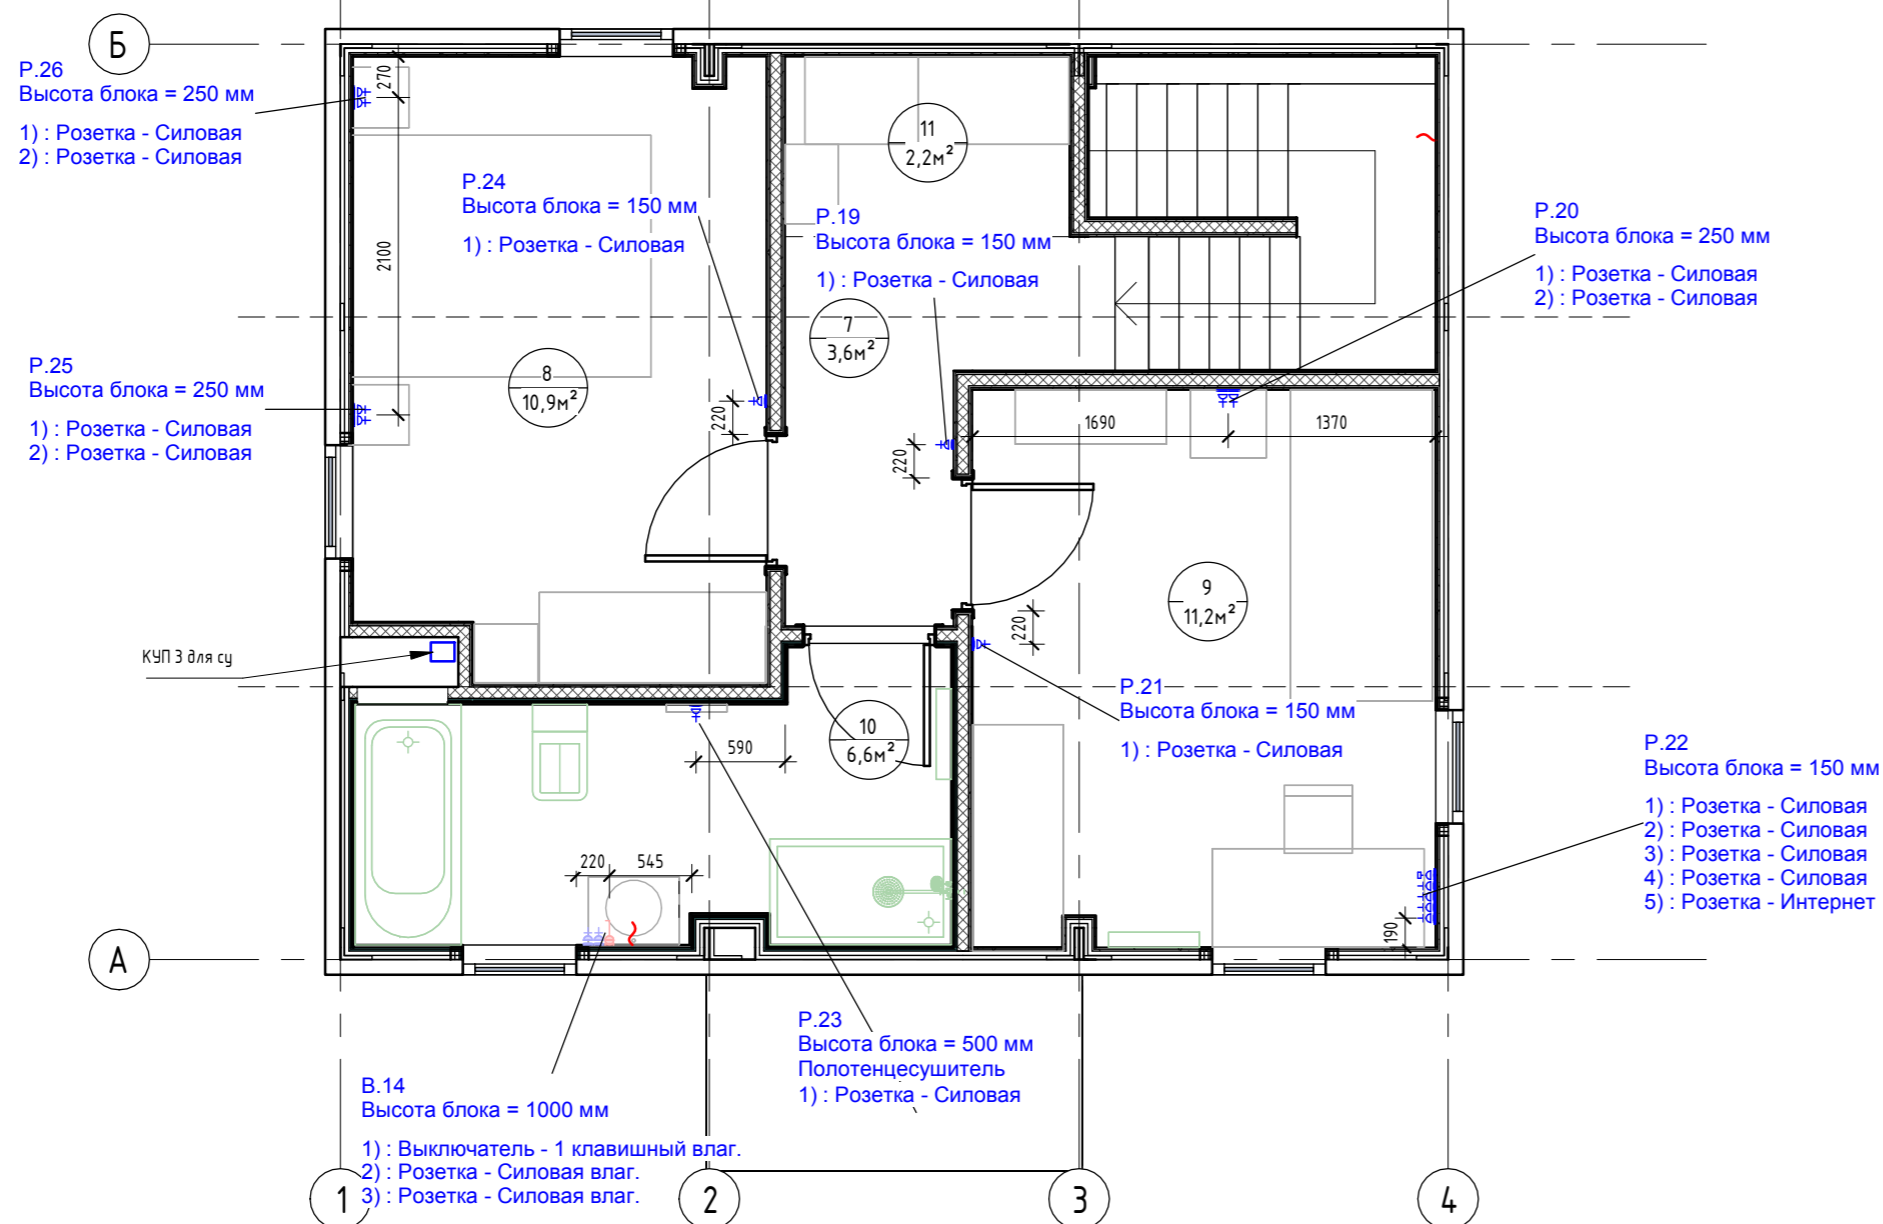 Б
Р.26
Высота блока = 250 мм
1) : Розетка - Силовая
2) : Розетка - Силовая
270
2100
Р.24
Высота блока = 150 мм
1) : Розетка - Силовая
11
2,2м²
Р.19
Высота блока = 150 мм
1) : Розетка - Силовая
7
3,6м²
Р.20
Высота блока = 250 мм
1) : Розетка - Силовая
2) : Розетка - Силовая
Р.25
Высота блока = 250 мм
1) : Розетка - Силовая
2) : Розетка - Силовая
8
10,9м²
220
220
1690
1370
9
11,2м²
220
КУП 3 для су
Р.21
Высота блока = 150 мм
1) : Розетка - Силовая
10
6,6м²
590
Р.22
Высота блока = 150 мм
1) : Розетка - Силовая
2) : Розетка - Силовая
3) : Розетка - Силовая
4) : Розетка - Силовая
5) : Розетка - Интернет
220
545
190
А
Р.23
Высота блока = 500 мм
Полотенцесушитель
1) : Розетка - Силовая
В.14
Высота блока = 1000 мм
1) : Выключатель - 1 клавишный влаг.
2) : Розетка - Силовая влаг.
3) : Розетка - Силовая влаг.
1
2
3
4